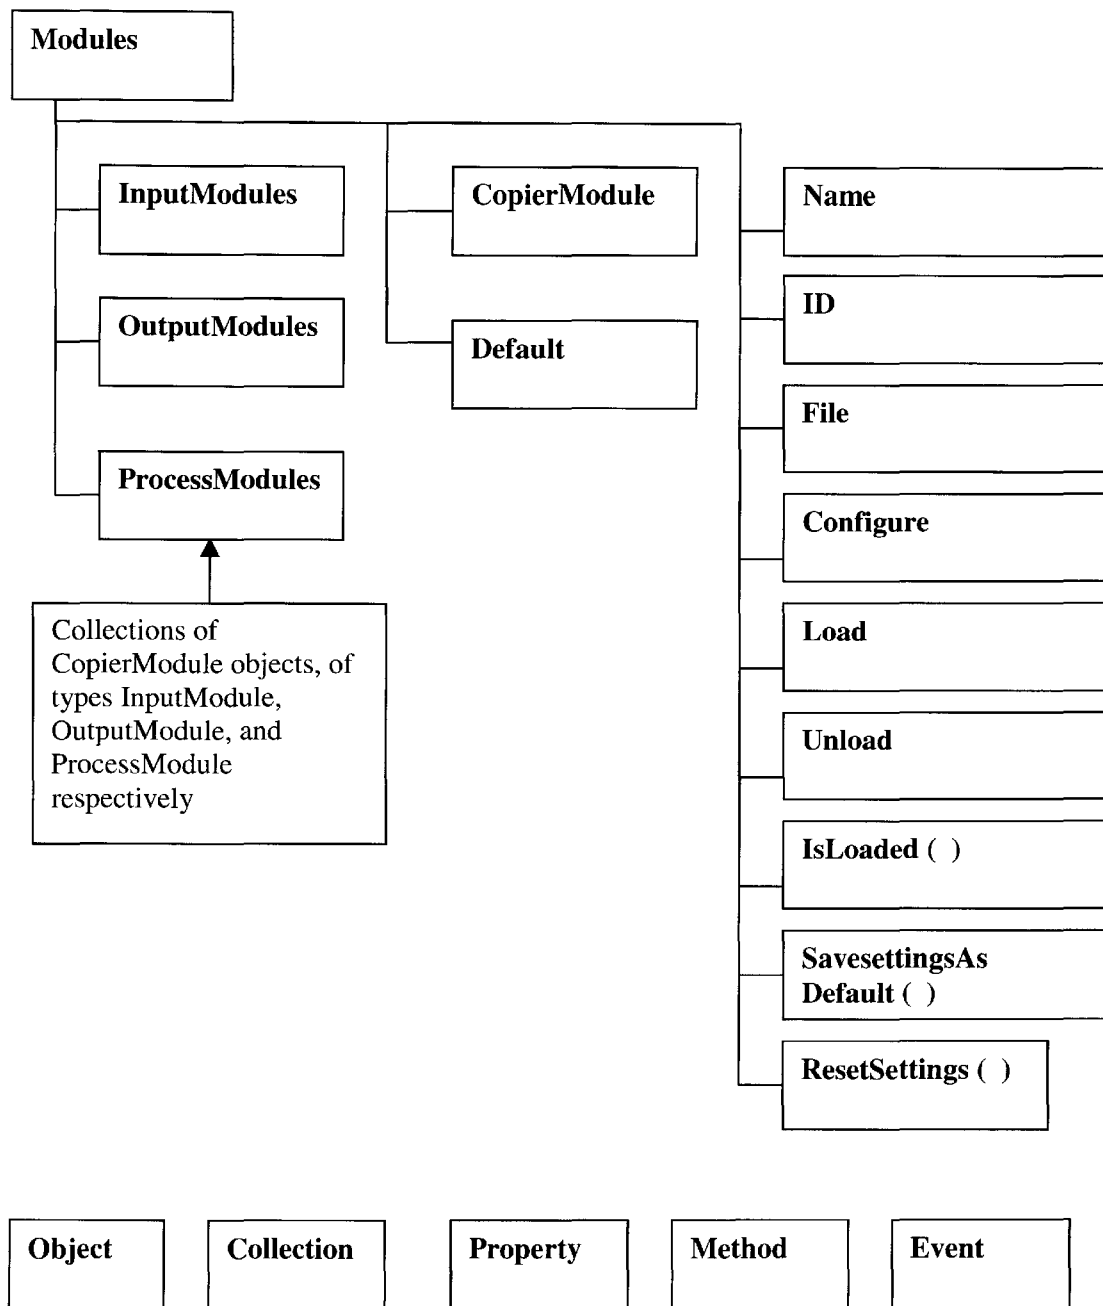 Modules
InputModules
OutputModules
ProcessModules
Collections of
CopierModule objects, of
types InputModule,
OutputModule, and
ProcessModule
respectively
CopierModule
Default
Name
ID
File
Configure
Load
Unload
IsLoaded ( )
SavesettingsAs
Default ( )
ResetSettings ( )
Object
Collection
Property
Method
Event